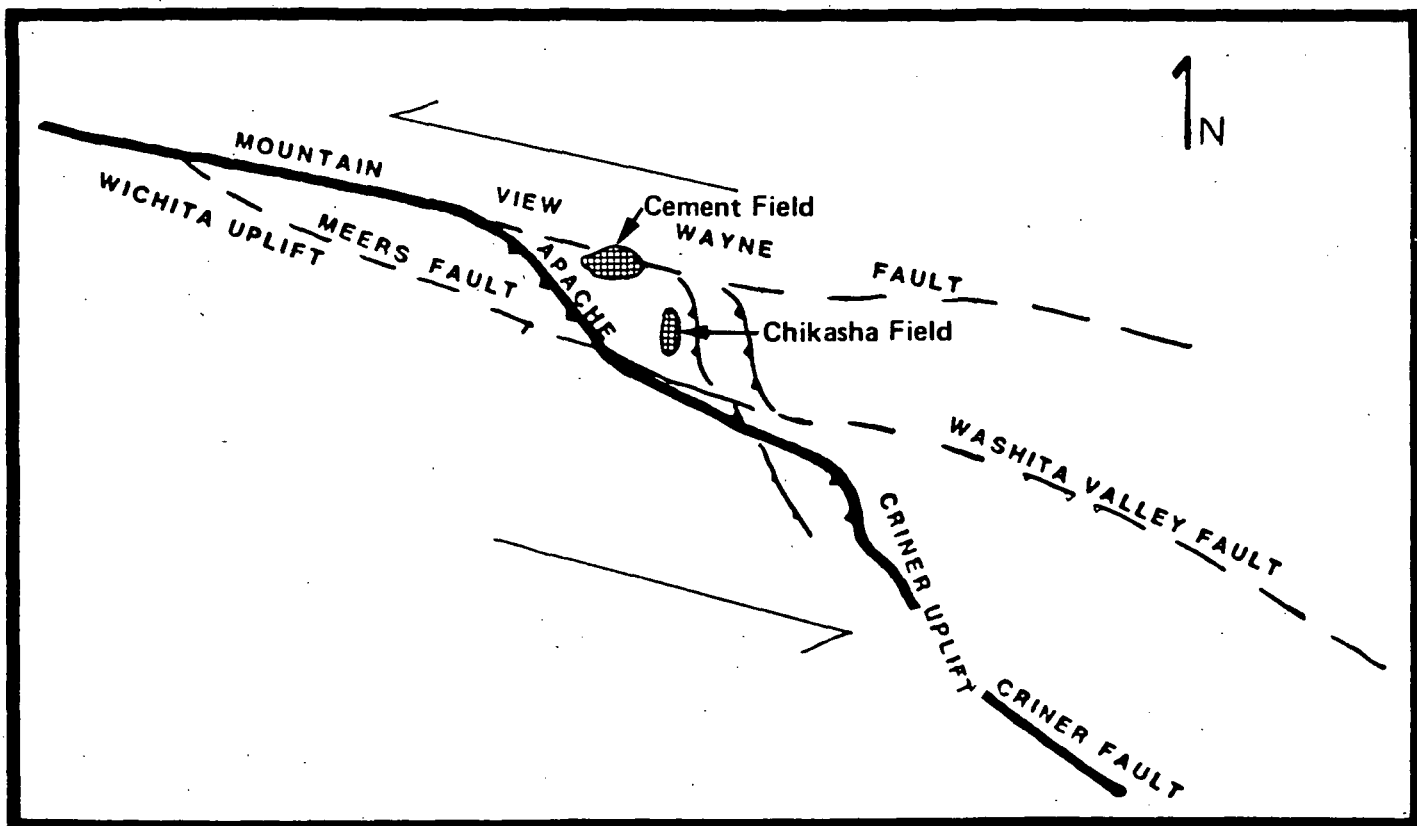 N
MOUNTAIN
VIEW
WICHITA UPLIFT
MEERS FAULT
APACHE
Cement Field
WAYNE
FAULT
Chikasha Field
WASHITA VALLEY FAULT
CRINER UPLIFT
CRINER FAULT